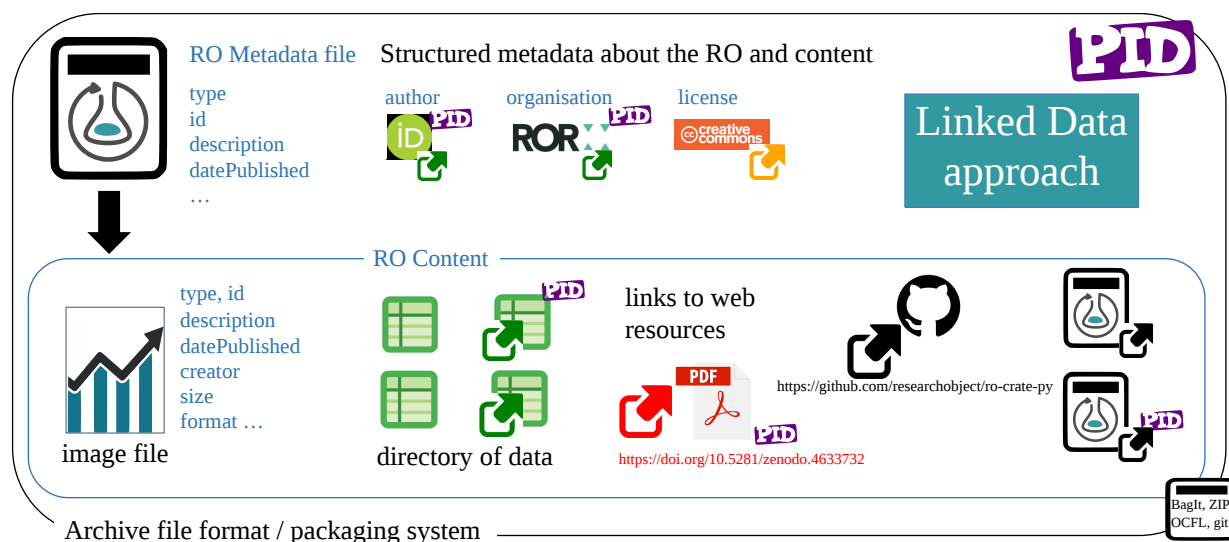 RO Metadata file
Structured metadata about the RO and content
PID
type
id
description
datePublished
…
author
organisation
license
iD
PID
ROR
PID
creative
commons
Linked Data
approach
RO Content
type, id
description
datePublished
creator
size
format …
image file
PID
directory of data
links to web
resources
PDF
PID
https://doi.org/10.5281/zenodo.4633732
https://github.com/researchobject/ro-crate-py
PID
BagIt, ZIP
OCFL, git
Archive file format / packaging system